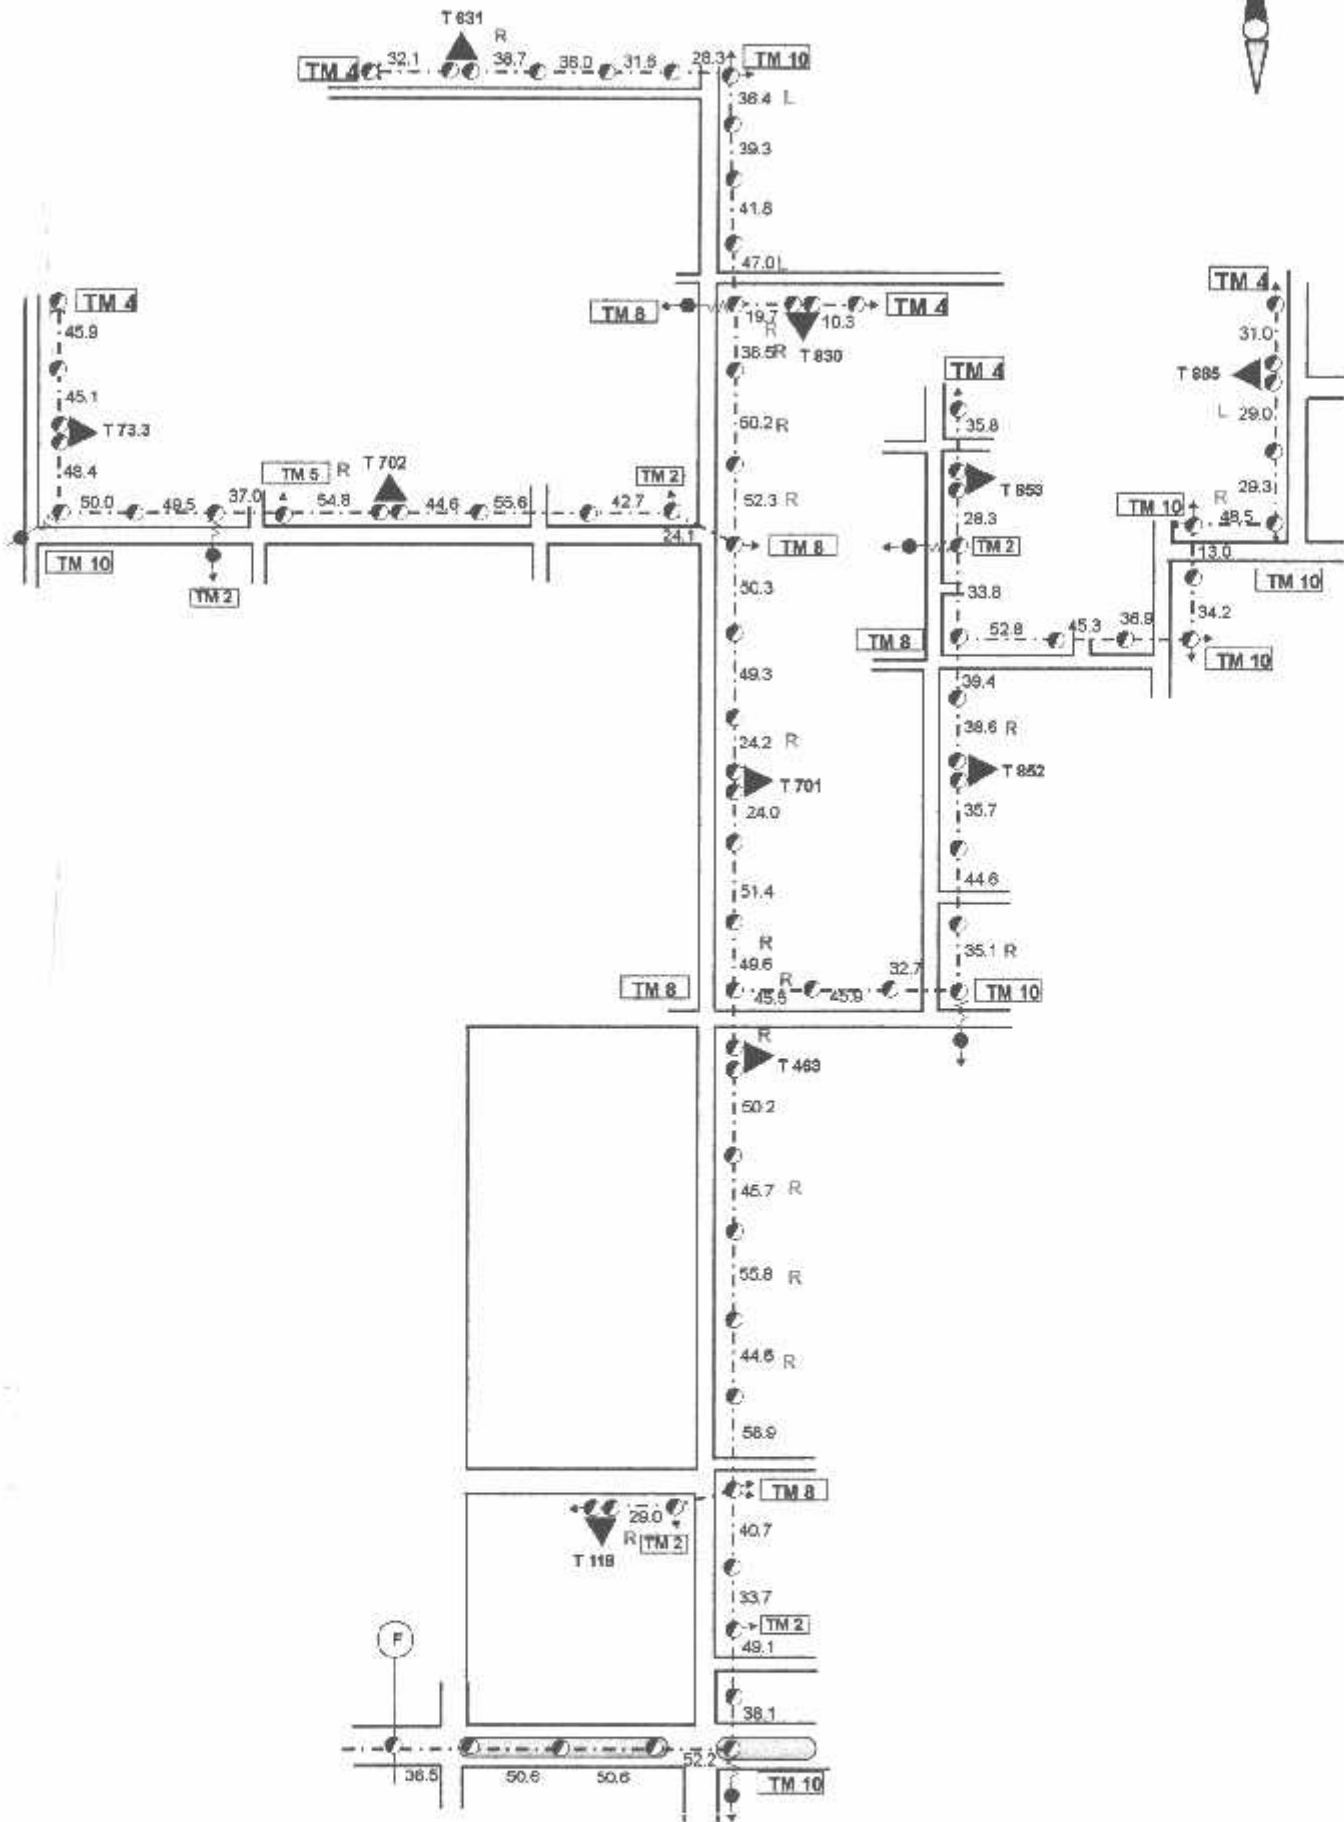 T 631
R
TM 4
32.1
38.7
36.0
31.6
28.3
TM 10
36.4 L
39.3
41.8
47.0 L
TM 8
19.7
10.3
TM 4
R
38.5 R
T 830
50.2 R
52.3 R
TM 4
45.9
45.1
T 73.3
48.4
50.0
49.5
37.0
TM 5
R
T 702
54.8
44.6
55.6
42.7
TM 2
24.1
TM 10
TM 2
TM 8
TM 4
35.8
T 853
28.3
TM 2
33.8
TM 8
52.8
45.3
36.9
TM 4
31.0
T 885
L
29.0
29.3
R
TM 10
48.5
13.0
TM 10
34.2
TM 10
50.3
49.3
24.2 R
T 701
24.0
51.4
R
49.6
39.4
38.6 R
T 852
35.7
44.6
35.1 R
TM 8
R
45.5
45.9
32.7
TM 10
R
T 463
50.2
45.7 R
55.8 R
44.6 R
58.9
TM 8
29.0
R
TM 2
T 118
40.7
33.7
TM 2
49.1
F
38.1
36.5
50.6
50.6
52.2
TM 10